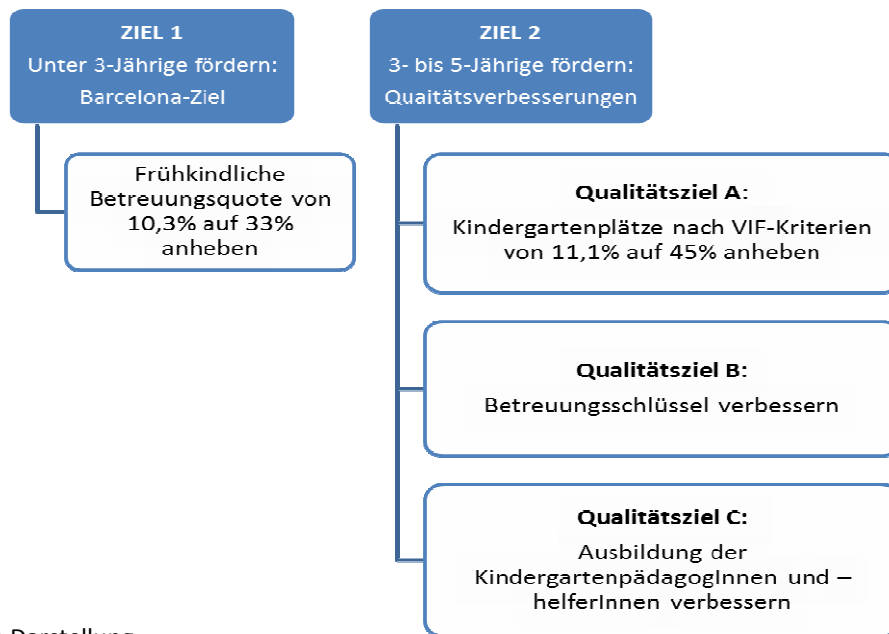 ZIEL 1
Unter 3-Jährige fördern:
Barcelona-Ziel
Frühkindliche
Betreuungsquote von
10,3% auf 33%
anheben
ZIEL 2
3- bis 5-Jährige fördern:
Quaitätsverbesserungen
Qualitätsziel A:
Kindergartenplätze nach VIF-Kriterien
von 11,1% auf 45% anheben
Qualitätsziel B:
Betreuungsschlüssel verbessern
Qualitätsziel C:
Ausbildung der
KindergartenpädagogInnen und –
helferInnen verbessern
Darstellung